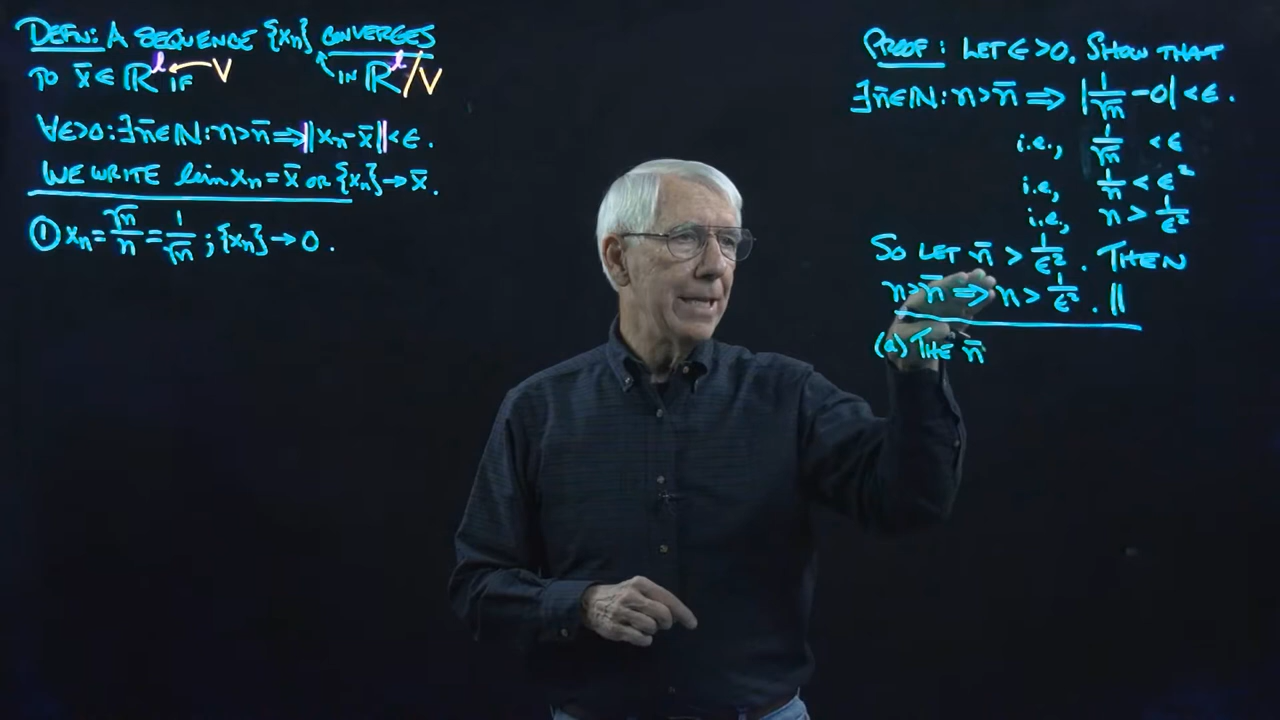 DEFN: A SEQUENCE {xₙ} CONVERGES
TO x̄ ∈ ℝˡ IF ← V IN ℝˡ/V
∀ε>0: ∃n̄∈ℕ: n>n̄ ⇒ ||xₙ-x̄||<ε.
WE WRITE lim xₙ = x̄ OR {xₙ} → x̄.
① xₙ = √n/n = 1/√n ; {xₙ} → 0.
PROOF: LET ε>0. SHOW THAT
∃n̄∈ℕ: n>n̄ ⇒ |1/√n - 0| < ε.
i.e., 1/√n < ε
i.e, 1/n < ε²
i.e, n > 1/ε²
SO LET n̄ > 1/ε². THEN
n>n̄ ⇒ n > 1/ε². ||
(a) THE n̄